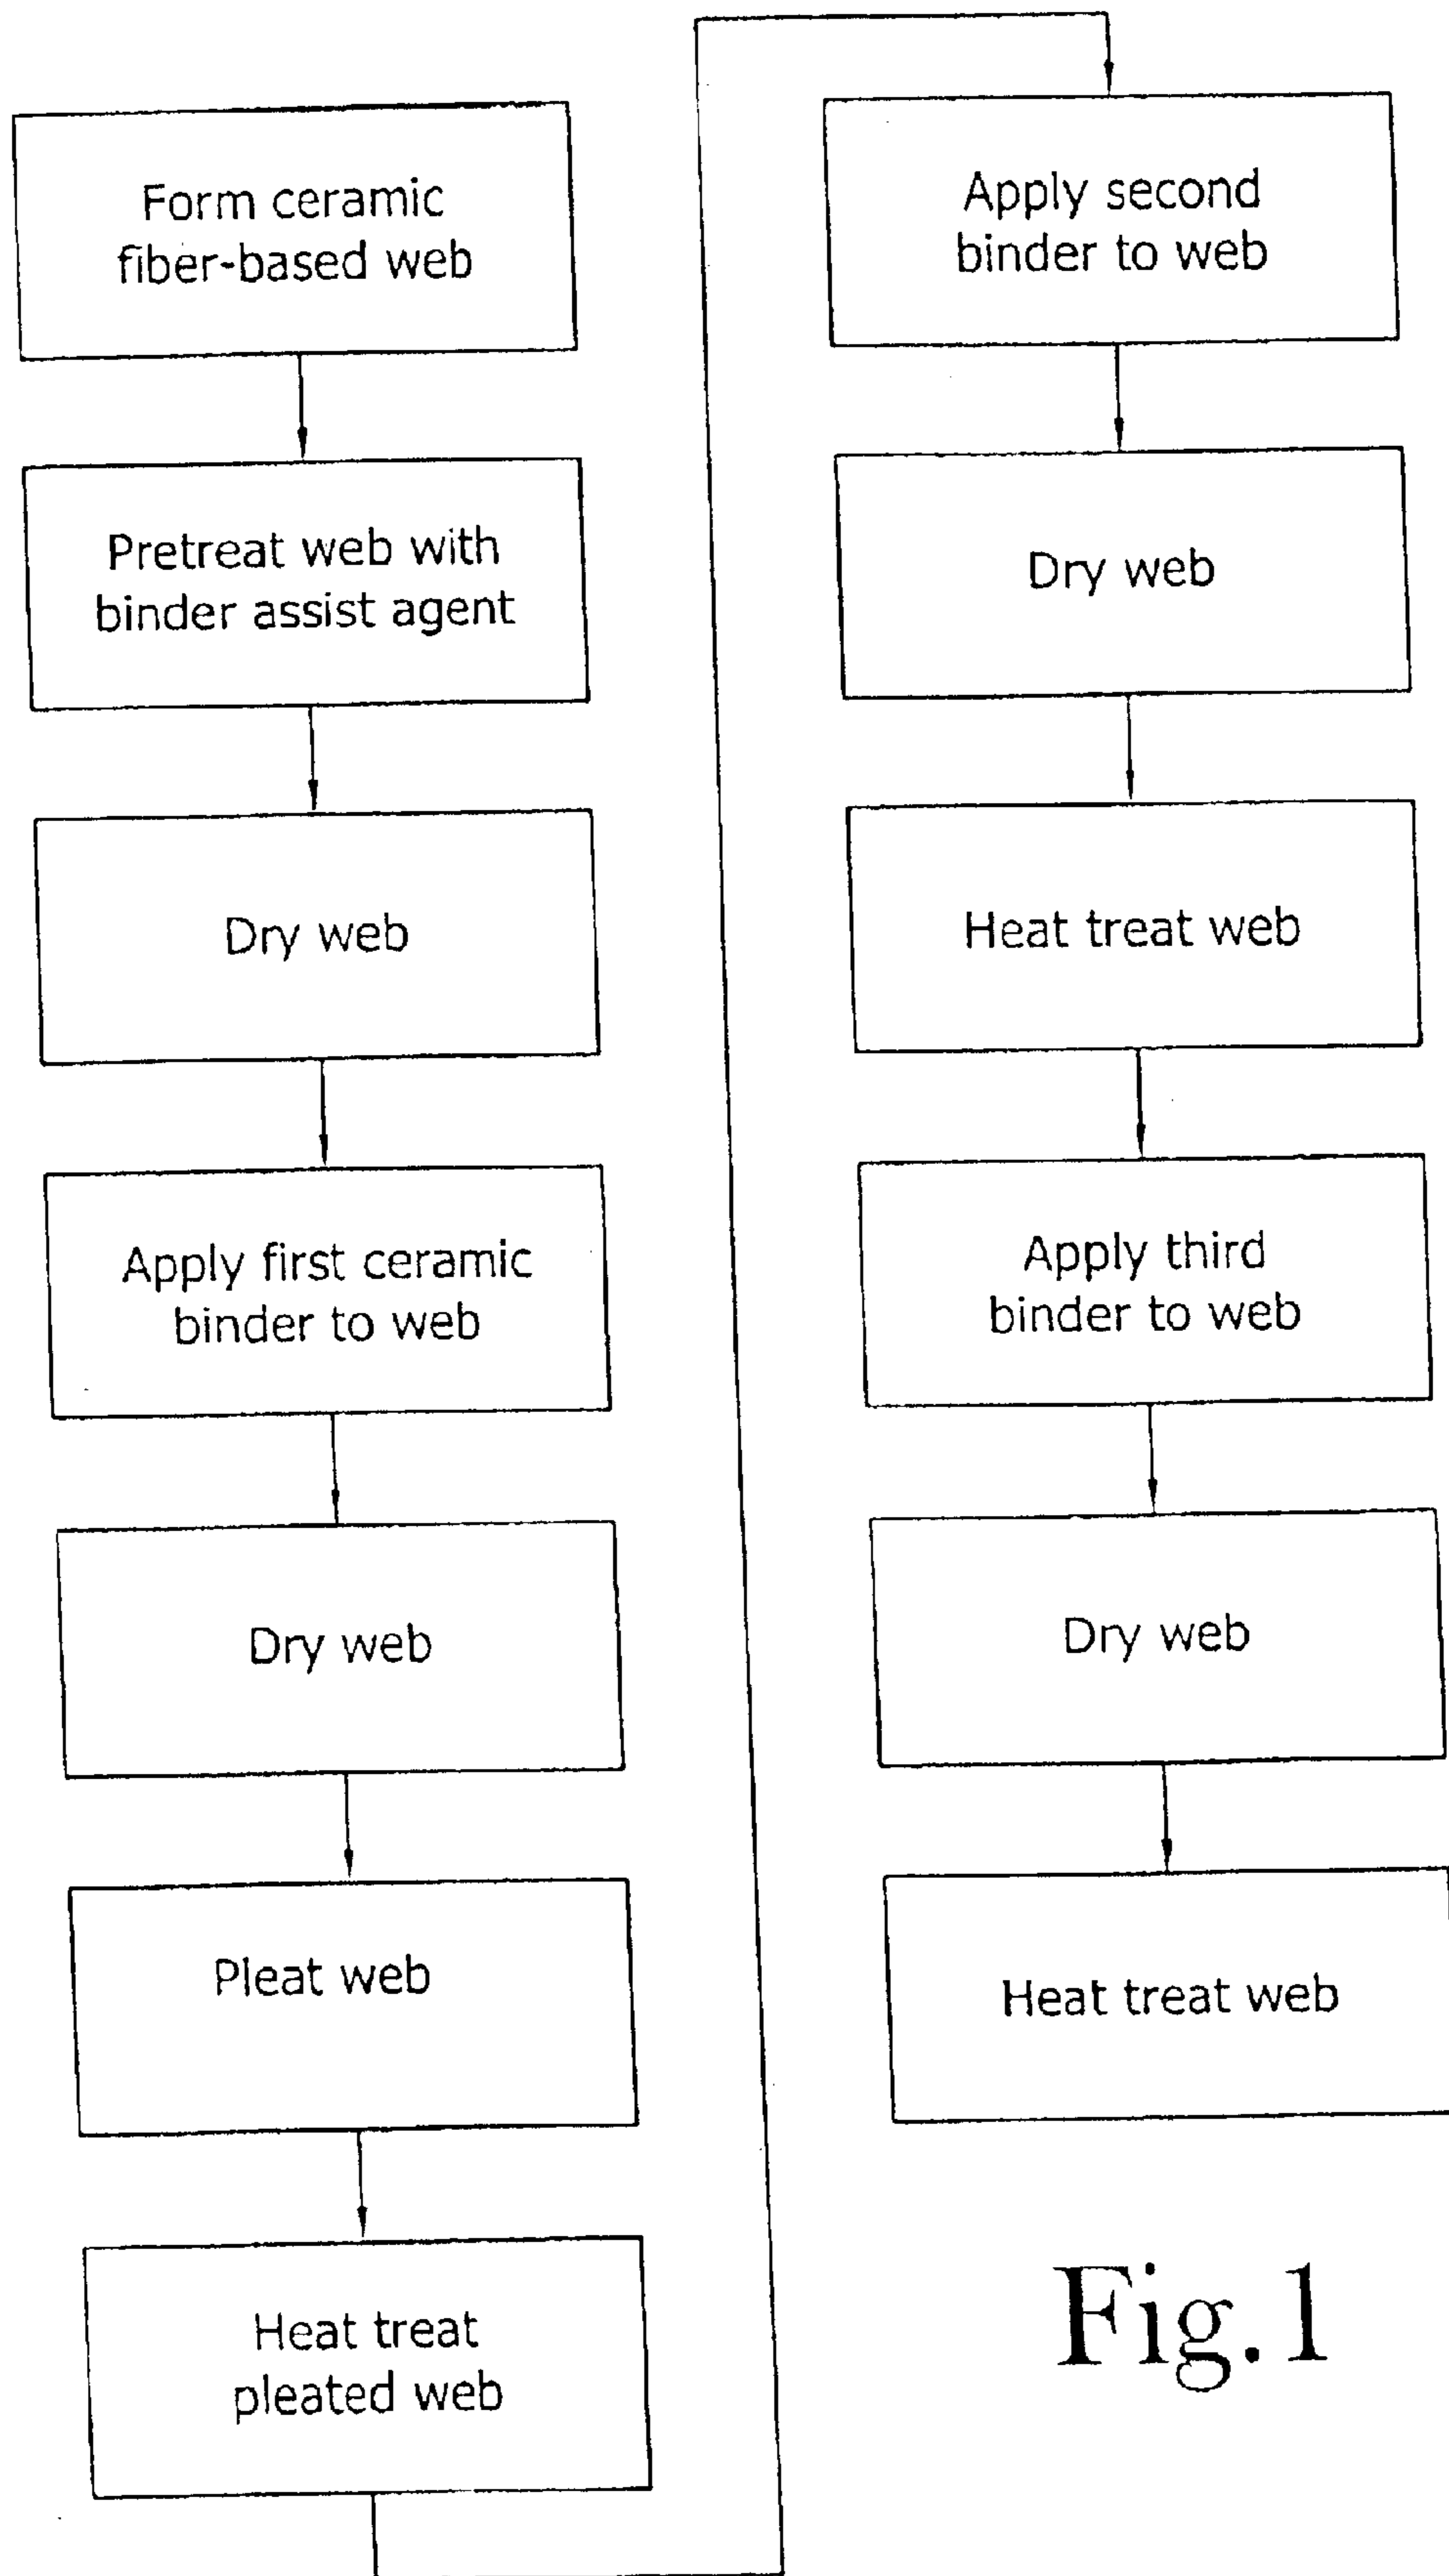 Form ceramic
fiber-based web
Pretreat web with
binder assist agent
Dry web
Apply first ceramic
binder to web
Dry web
Pleat web
Heat treat
pleated web
Apply second
binder to web
Dry web
Heat treat web
Apply third
binder to web
Dry web
Heat treat web
Fig.1